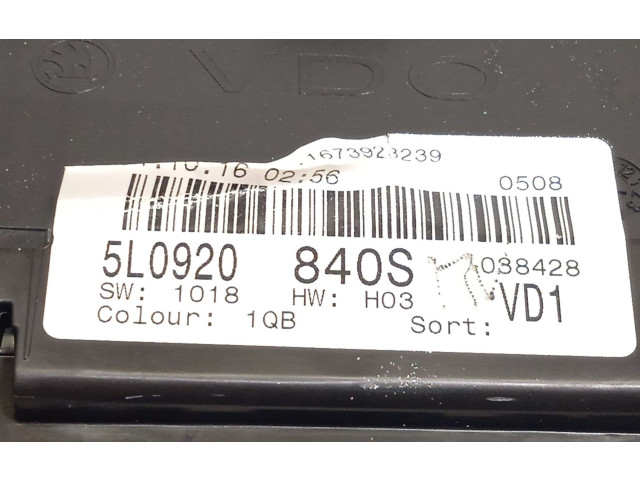 VDO
1673923239
.10.16 02:56
0508
5L0920 840S 038428
SW: 1018 HW: H03 VD1
Colour: 1QB Sort: